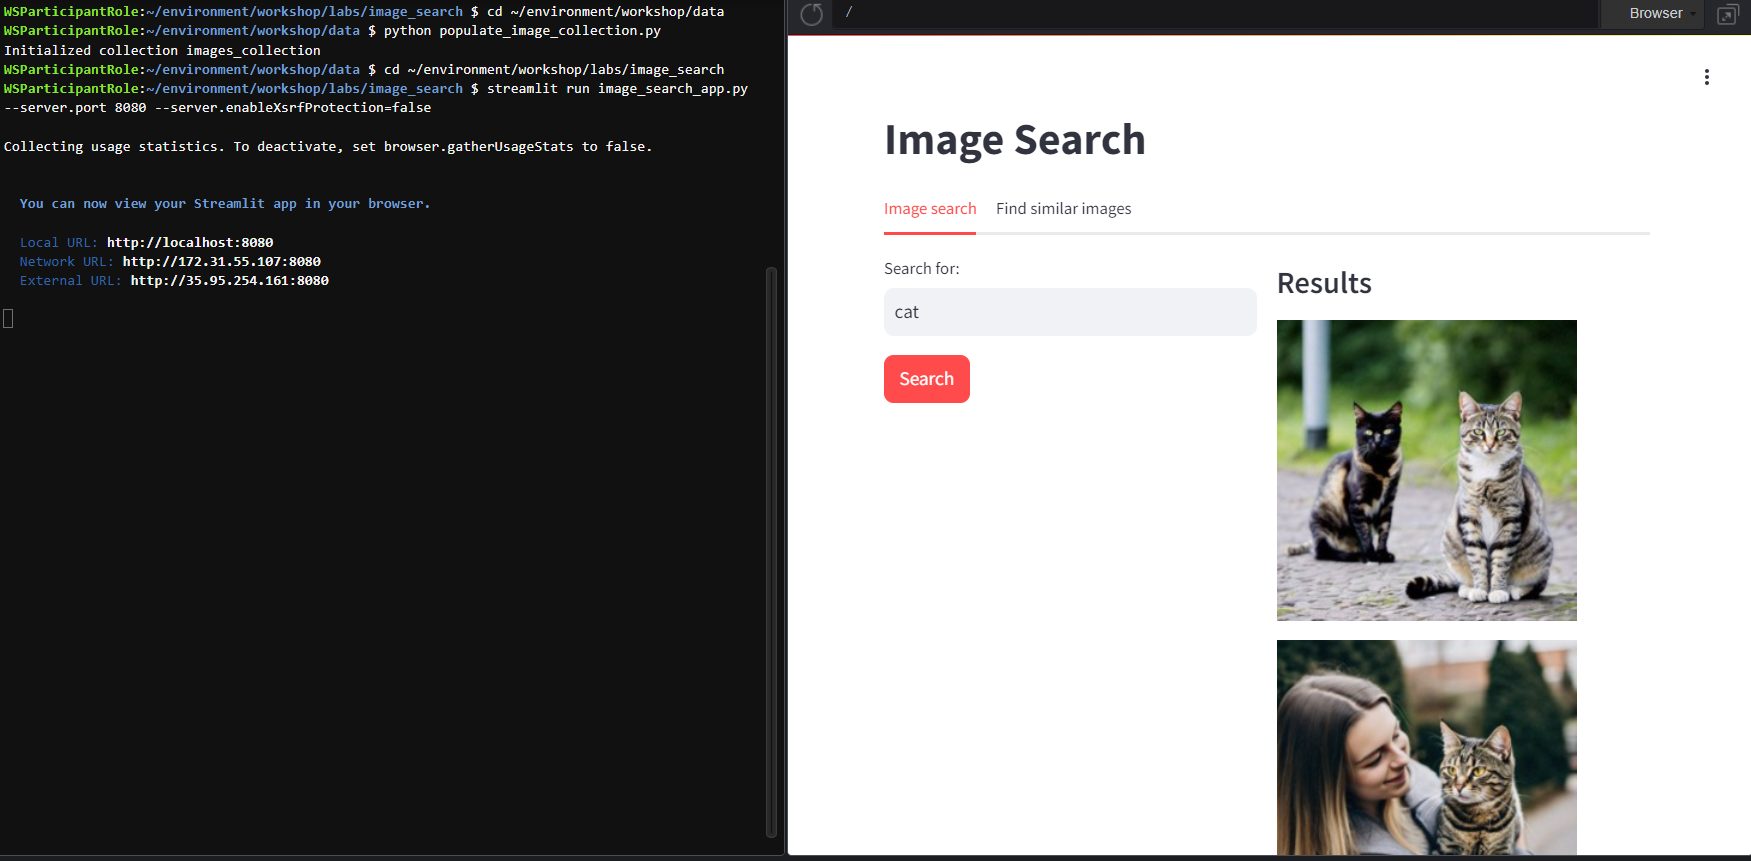 WSParticipantRole:~/environment/workshop/labs/image_search $ cd ~/environment/workshop/data
WSParticipantRole:~/environment/workshop/data $ python populate_image_collection.py
Initialized collection images_collection
WSParticipantRole:~/environment/workshop/data $ cd ~/environment/workshop/labs/image_search
WSParticipantRole:~/environment/workshop/labs/image_search $ streamlit run image_search_app.py
--server.port 8080 --server.enableXsrfProtection=false
Collecting usage statistics. To deactivate, set browser.gatherUsageStats to false.
You can now view your Streamlit app in your browser.
Local URL: http://localhost:8080
Network URL: http://172.31.55.107:8080
External URL: http://35.95.254.161:8080
/
Browser
Image Search
Image search
Find similar images
Search for:
cat
Search
Results